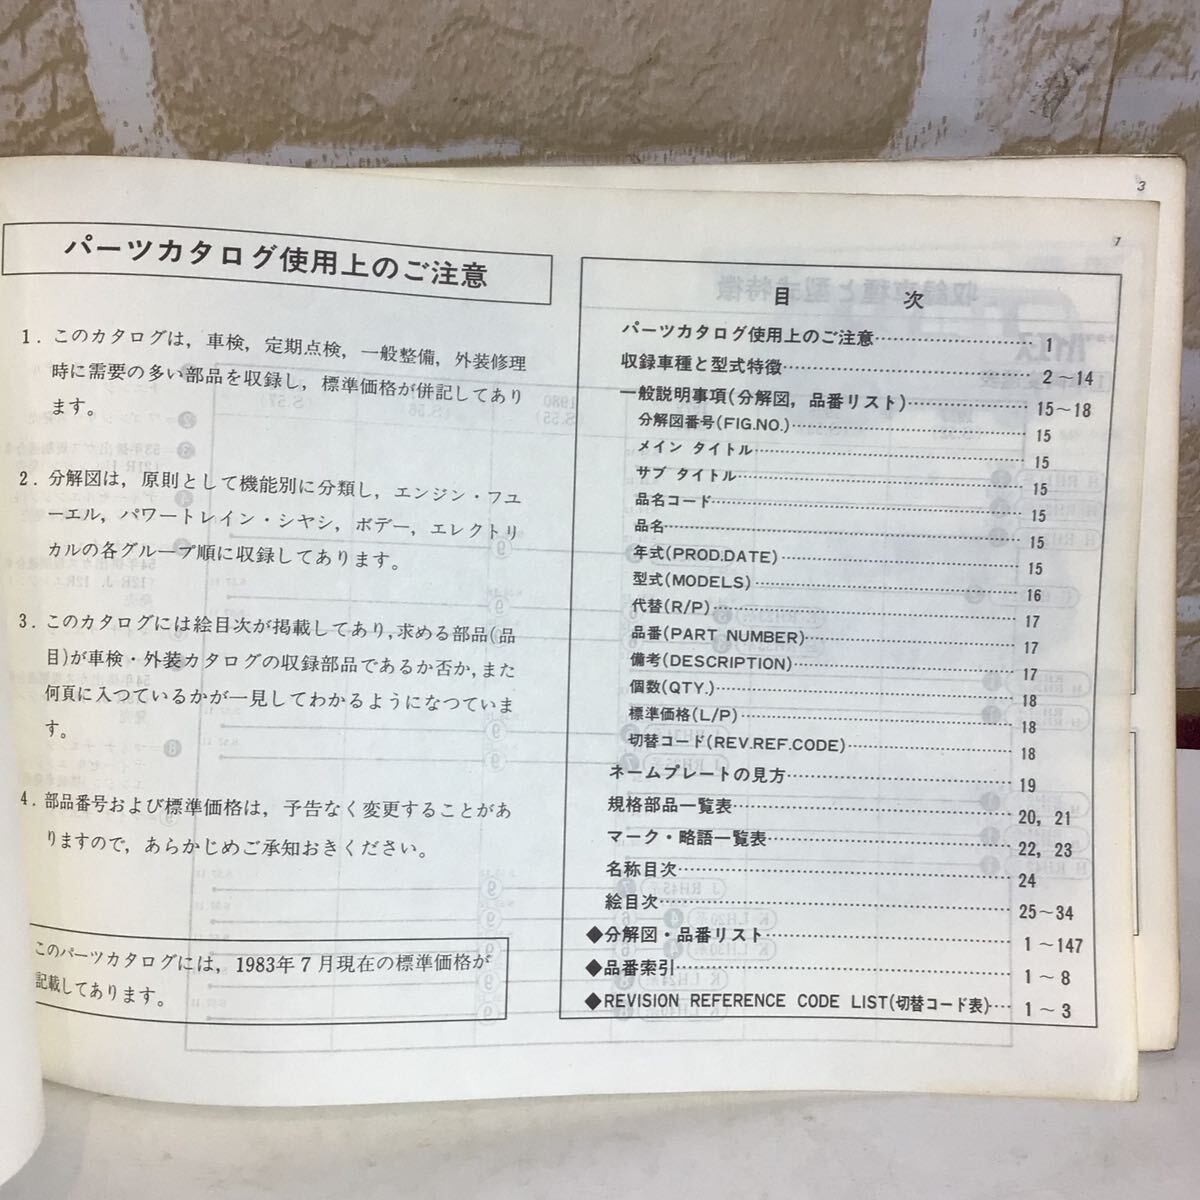 3
1
パーツカタログ使用上のご注意
1．このカタログは，車検，定期点検，一般整備，外装修理
時に需要の多い部品を収録し，標準価格が併記してあり
ます。
2．分解図は，原則として機能別に分類し，エンジン・フユ
ーエル，パワートレイン・シヤシ，ボデー，エレクトリ
カルの各グループ順に収録してあります。
3．このカタログには絵目次が掲載してあり，求める部品(品
目)が車検・外装カタログの収録部品であるか否か，また
何頁に入つているかが一見してわかるようになつていま
す。
4．部品番号および標準価格は，予告なく変更することがあ
りますので，あらかじめご承知おきください。
このパーツカタログには，1983年7月現在の標準価格が
記載してあります。
目　次
パーツカタログ使用上のご注意 1
収録車種と型式特徴 2～14
一般説明事項(分解図，品番リスト) 15～18
分解図番号(FIG.NO.) 15
メイン タイトル 15
サブ タイトル 15
品名コード 15
品名 15
年式(PROD.DATE) 15
型式(MODELS) 16
代替(R/P) 17
品番(PART NUMBER) 17
備考(DESCRIPTION) 17
個数(QTY.) 18
標準価格(L/P) 18
切替コード(REV.REF.CODE) 18
ネームプレートの見方 19
規格部品一覧表 20，21
マーク・略語一覧表 22，23
名称目次 24
絵目次 25～34
◆分解図・品番リスト 1～147
◆品番索引 1～8
◆REVISION REFERENCE CODE LIST(切替コード表) 1～3